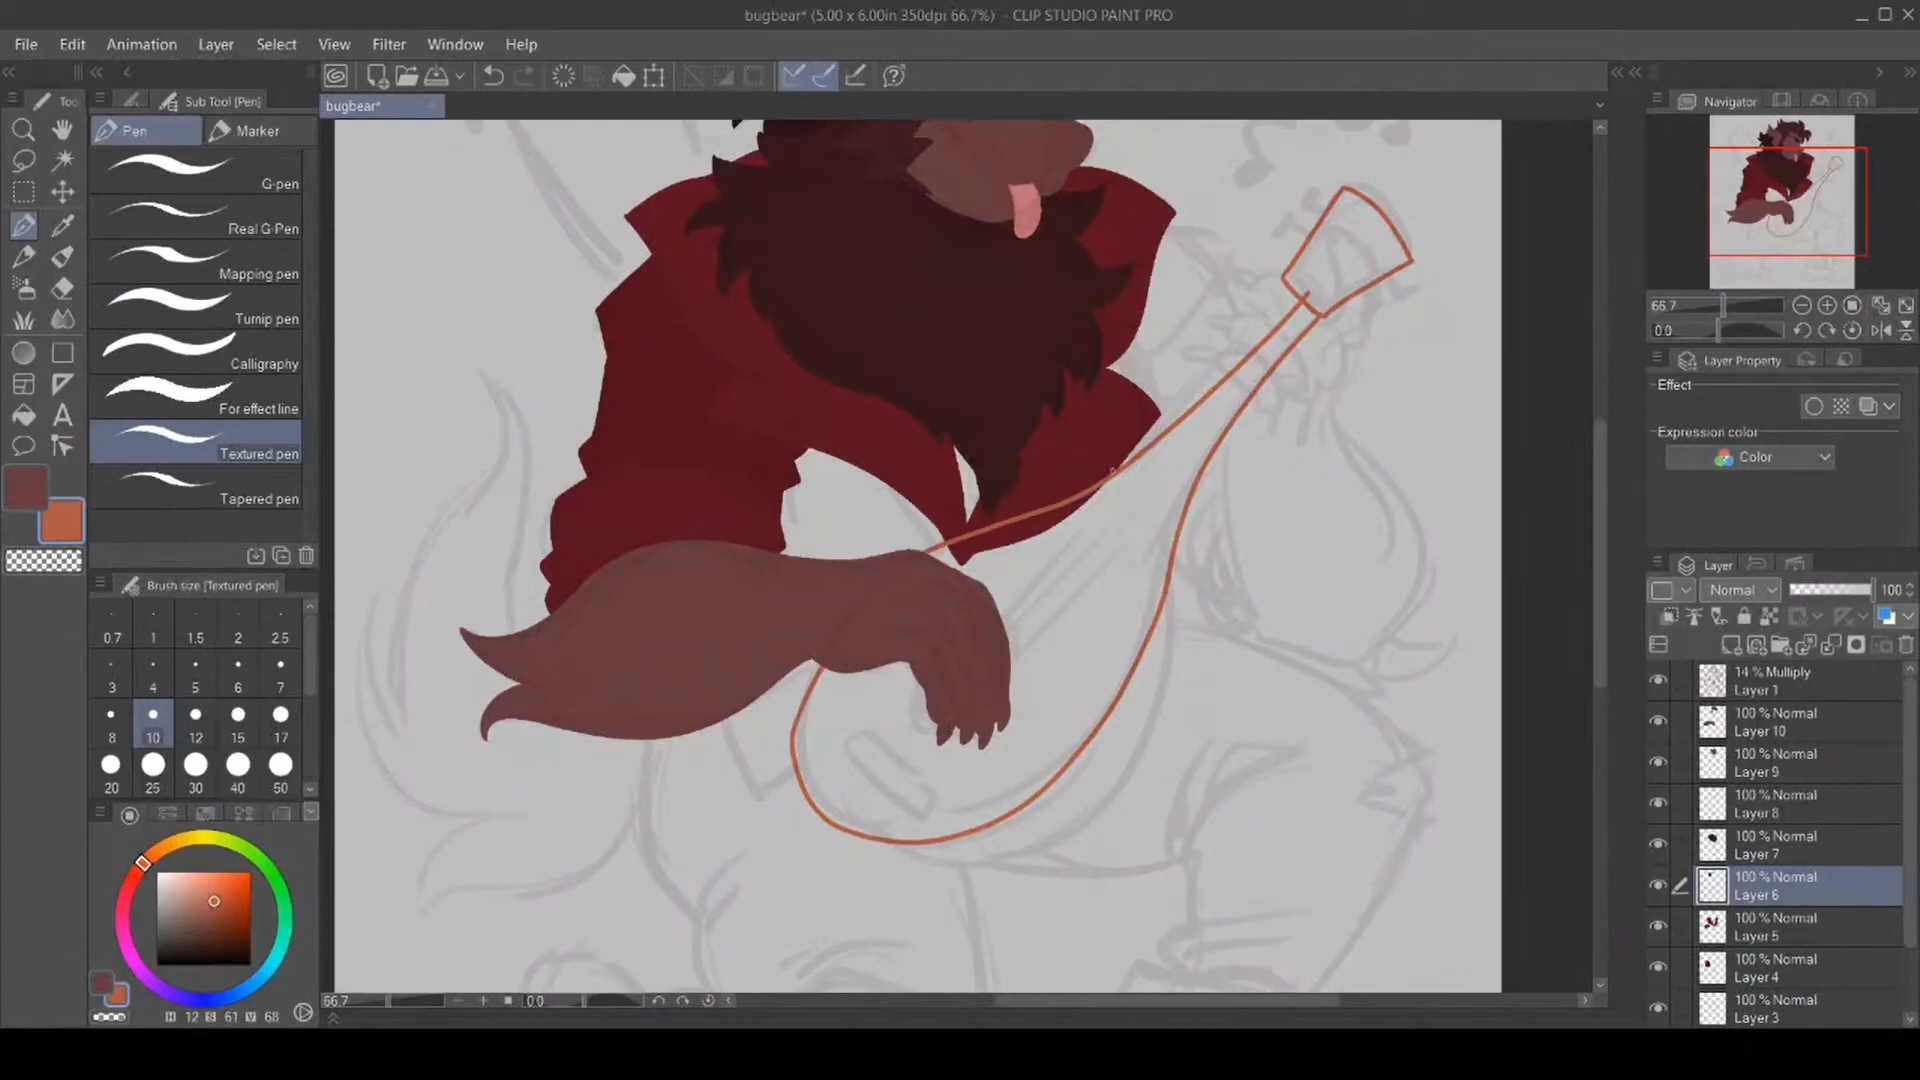 bugbear* (5.00 x 6.00in 350dpi 66.7%) - CLIP STUDIO PAINT PRO
File Edit Animation Layer Select View Filter Window Help
Too
Sub Tool [Pen]
bugbear*
Navigator
Pen
Marker
G-pen
Real G-Pen
Mapping pen
Turnip pen
Calligraphy
For effect line
Textured pen
Tapered pen
66.7
0.0
Layer Property
Effect
Expression color
Color
Brush size [Textured pen]
0.7 1 1.5 2 2.5
3 4 5 6 7
8 10 12 15 17
20 25 30 40 50
H 12 S 61 V 68
66.7
0.0
Layer
Normal
100
14 % Multiply
Layer 1
100 % Normal
Layer 10
100 % Normal
Layer 9
100 % Normal
Layer 8
100 % Normal
Layer 7
100 % Normal
Layer 6
100 % Normal
Layer 5
100 % Normal
Layer 4
100 % Normal
Layer 3
A